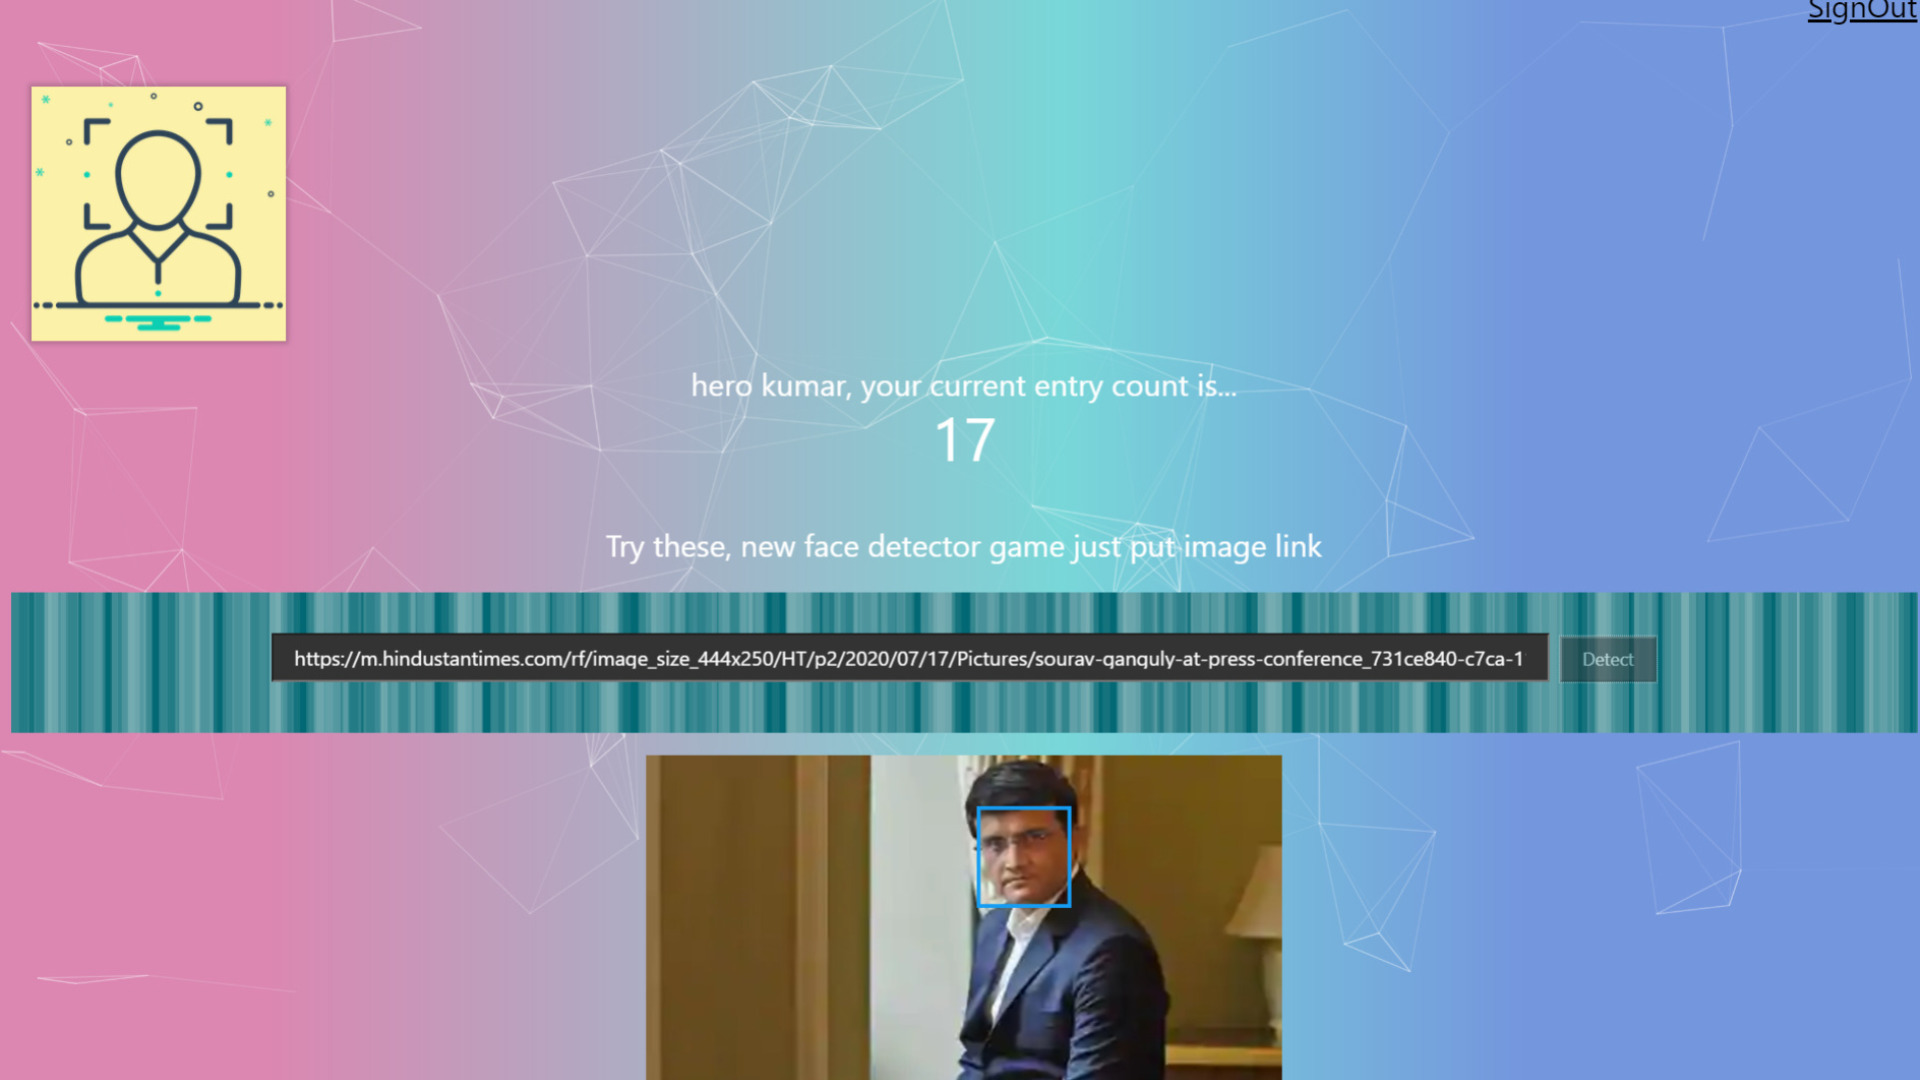 SignOut
hero kumar, your current entry count is...
17
Try these, new face detector game just put image link
https://m.hindustantimes.com/rf/image_size_444x250/HT/p2/2020/07/17/Pictures/sourav-ganguly-at-press-conference_731ce840-c7ca-1
Detect